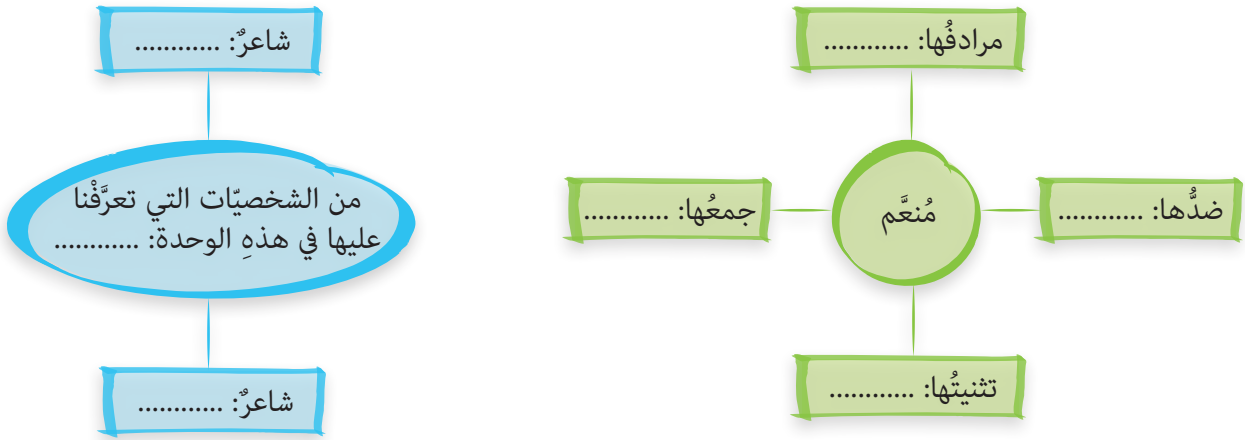 مرادفُها: ............
ضدُّها: ............
مُنعَّم
جمعُها: ............
تثنيتُها: ............
شاعرٌ: ............
من الشخصيّات التي تعرَّفْنا
عليها في هذهِ الوحدة: ............
شاعرٌ: ............